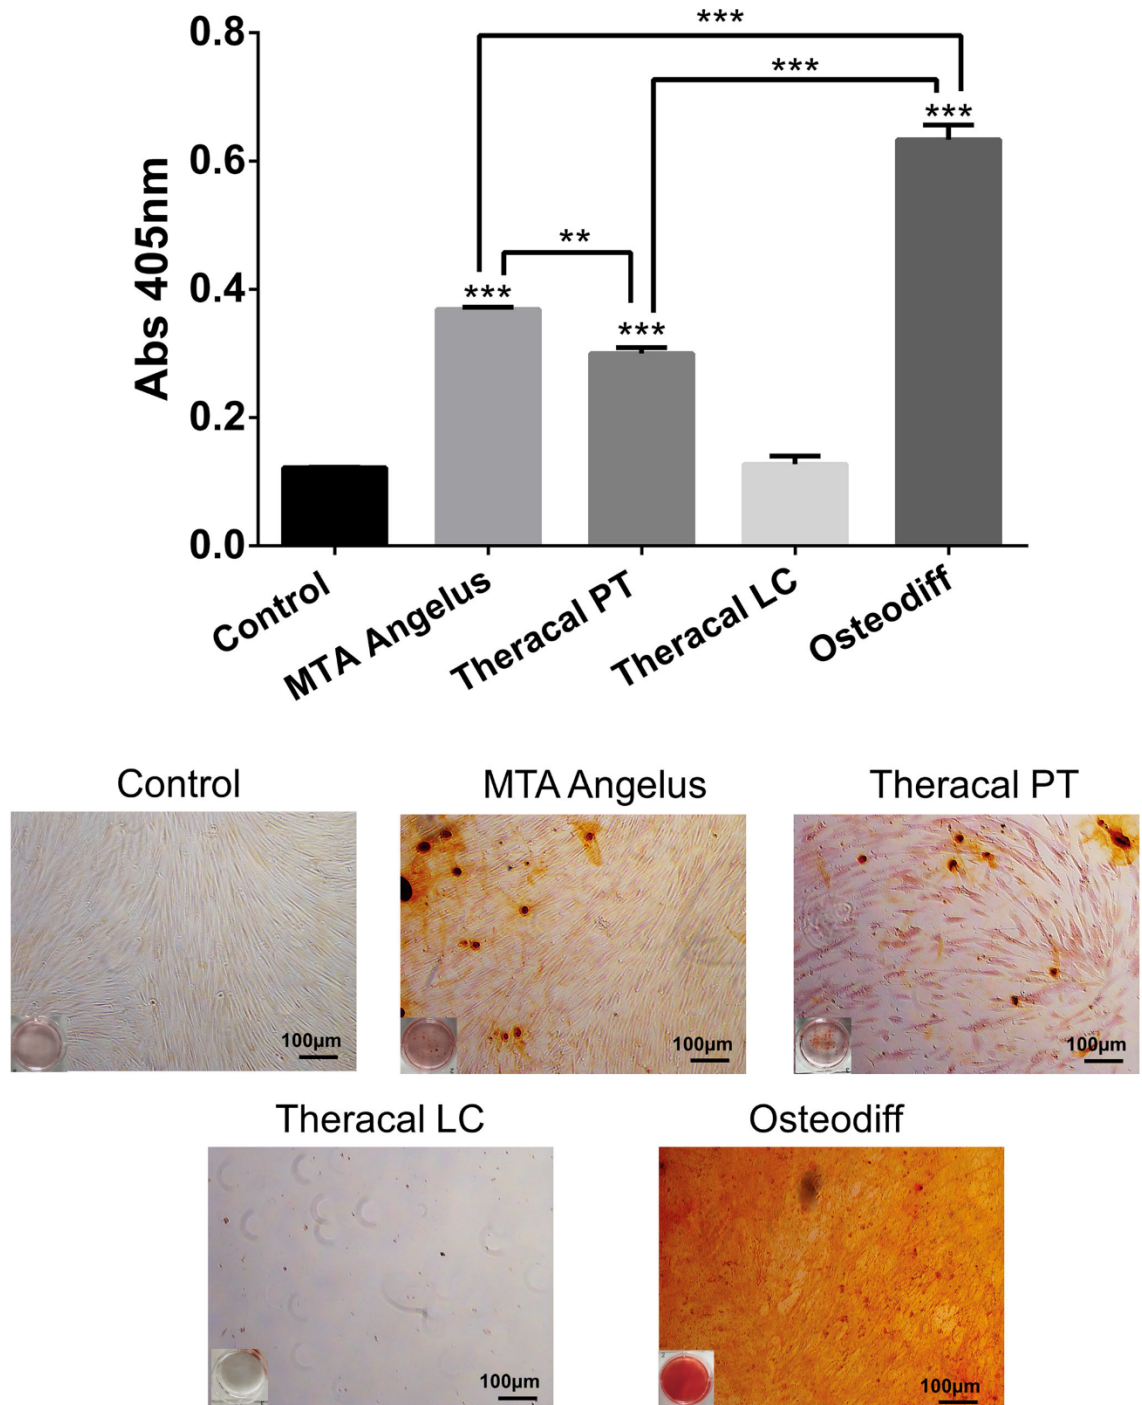 ***
0.8
***
***
0.6
**
***
0.4
***
0.2
0.0
Abs 405nm
Control
MTA Angelus
Theracal PT
Theracal LC
Osteodiff
Control
MTA Angelus
Theracal PT
100µm
100µm
100µm
Theracal LC
Osteodiff
100µm
100µm